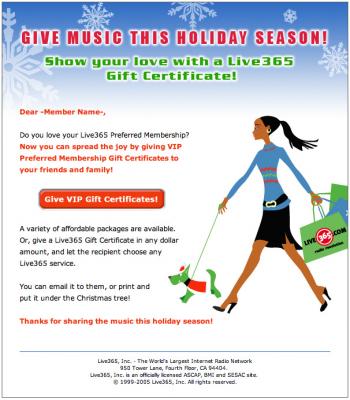 GIVE MUSIC THIS HOLIDAY SEASON!
Show your love with a Live365
Gift Certificate!
Dear -Member Name-,
Do you love your Live365 Preferred Membership?
Now you can spread the joy by giving VIP
Preferred Membership Gift Certificates to
your friends and family!
Give VIP Gift Certificates!
A variety of affordable packages are available.
Or, give a Live365 Gift Certificate in any dollar
amount, and let the recipient choose any
Live365 service.
LIVE365.COM
radio revolution
You can email it to them, or print and
put it under the Christmas tree!
Thanks for sharing the music this holiday season!
Live365, Inc. - The World's Largest Internet Radio Network
950 Tower Lane, Fourth Floor, CA 94404.
Live365, Inc. is an officially licensed ASCAP, BMI and SESAC site.
© 1999-2005 Live365, Inc. All rights reserved.